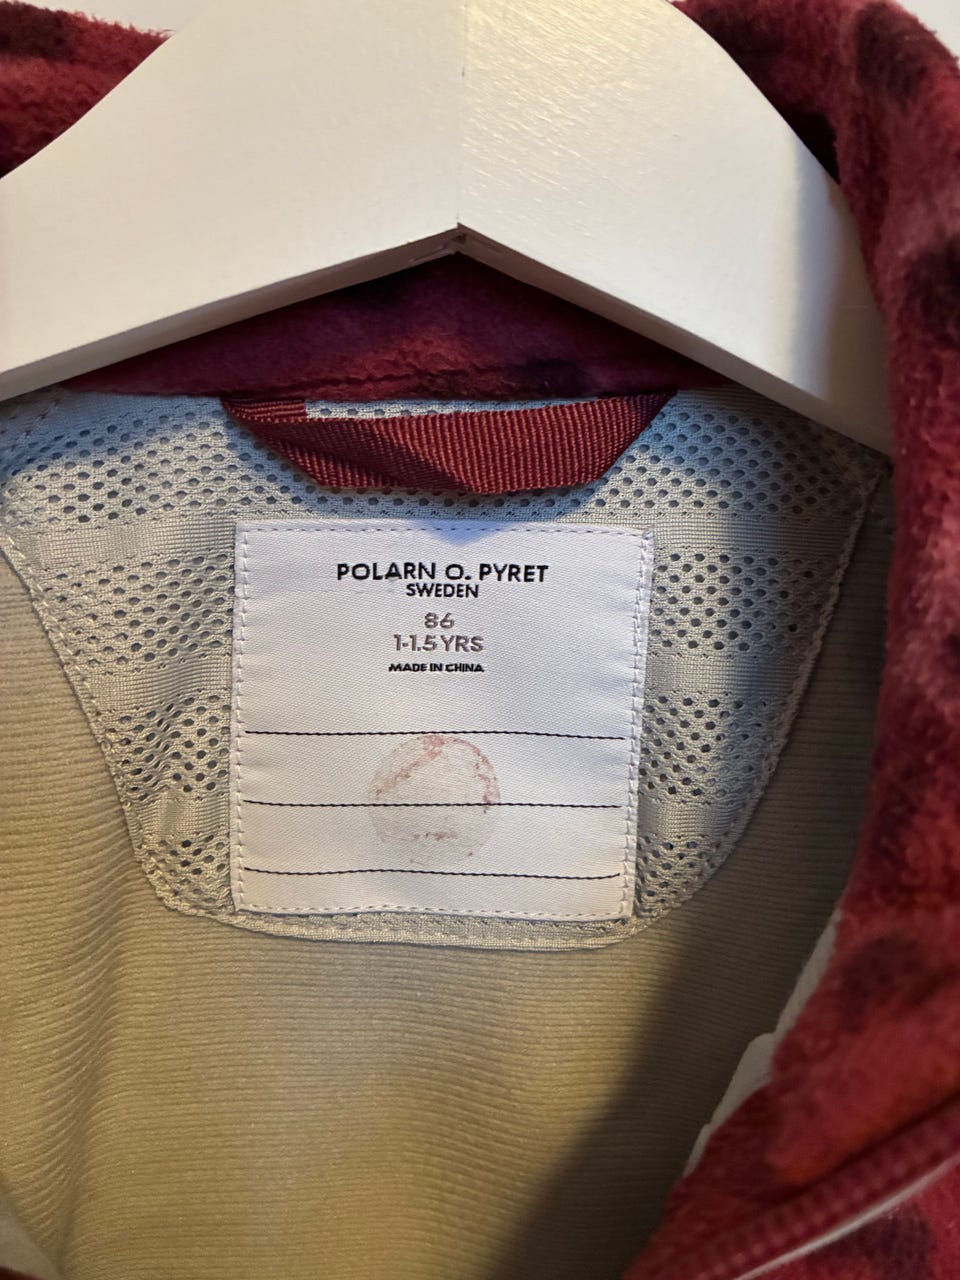 POLARN O. PYRET
SWEDEN
86
1-1.5 YRS
MADE IN CHINA